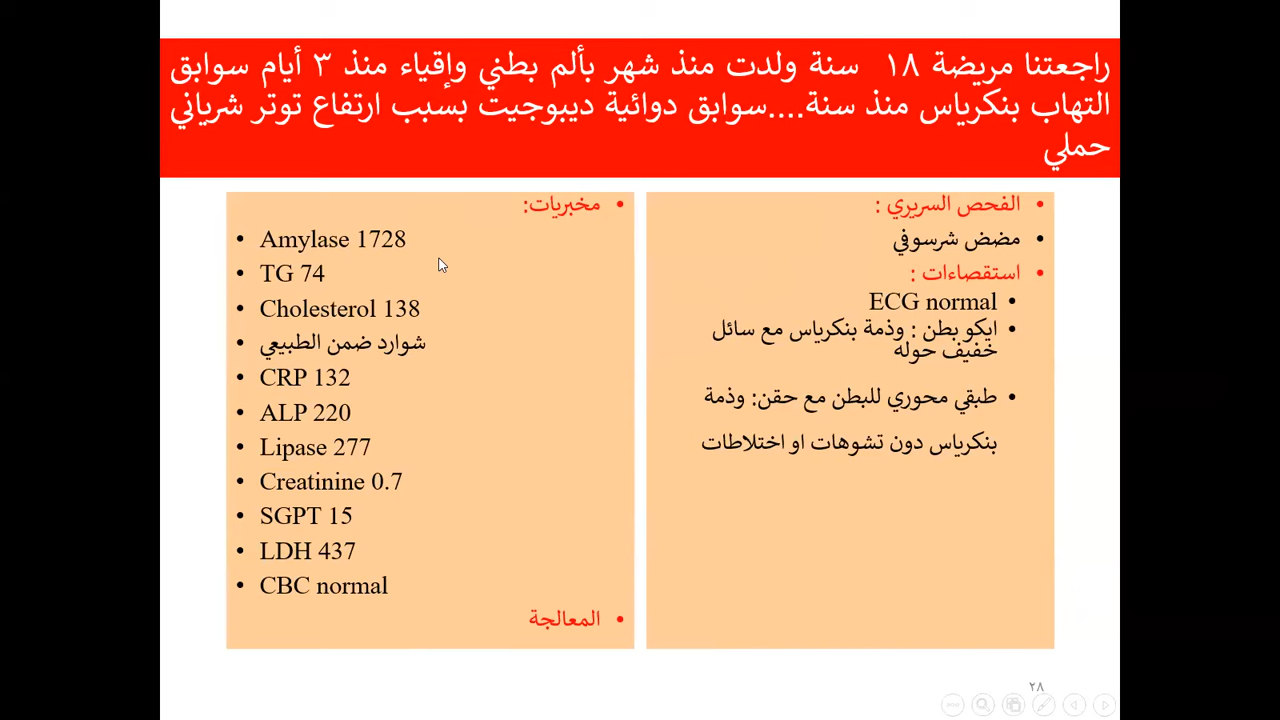 راجعتنا مريضة ١٨ سنة ولدت منذ شهر بألم بطني وإقياء منذ ٣ أيام سوابق
التهاب بنكرياس منذ سنة....سوابق دوائية ديبوجيت بسبب ارتفاع توتر شرياني
حملي
• الفحص السريري :
• مضض شرسوفي
• استقصاءات :
• ECG normal
• ايكو بطن : وذمة بنكرياس مع سائل
خفيف حوله
• طبقي محوري للبطن مع حقن: وذمة
بنكرياس دون تشوهات او اختلاطات
• مخبريات:
• Amylase 1728
• TG 74
• Cholesterol 138
• شوارد ضمن الطبيعي
• CRP 132
• ALP 220
• Lipase 277
• Creatinine 0.7
• SGPT 15
• LDH 437
• CBC normal
• المعالجة
٢٨